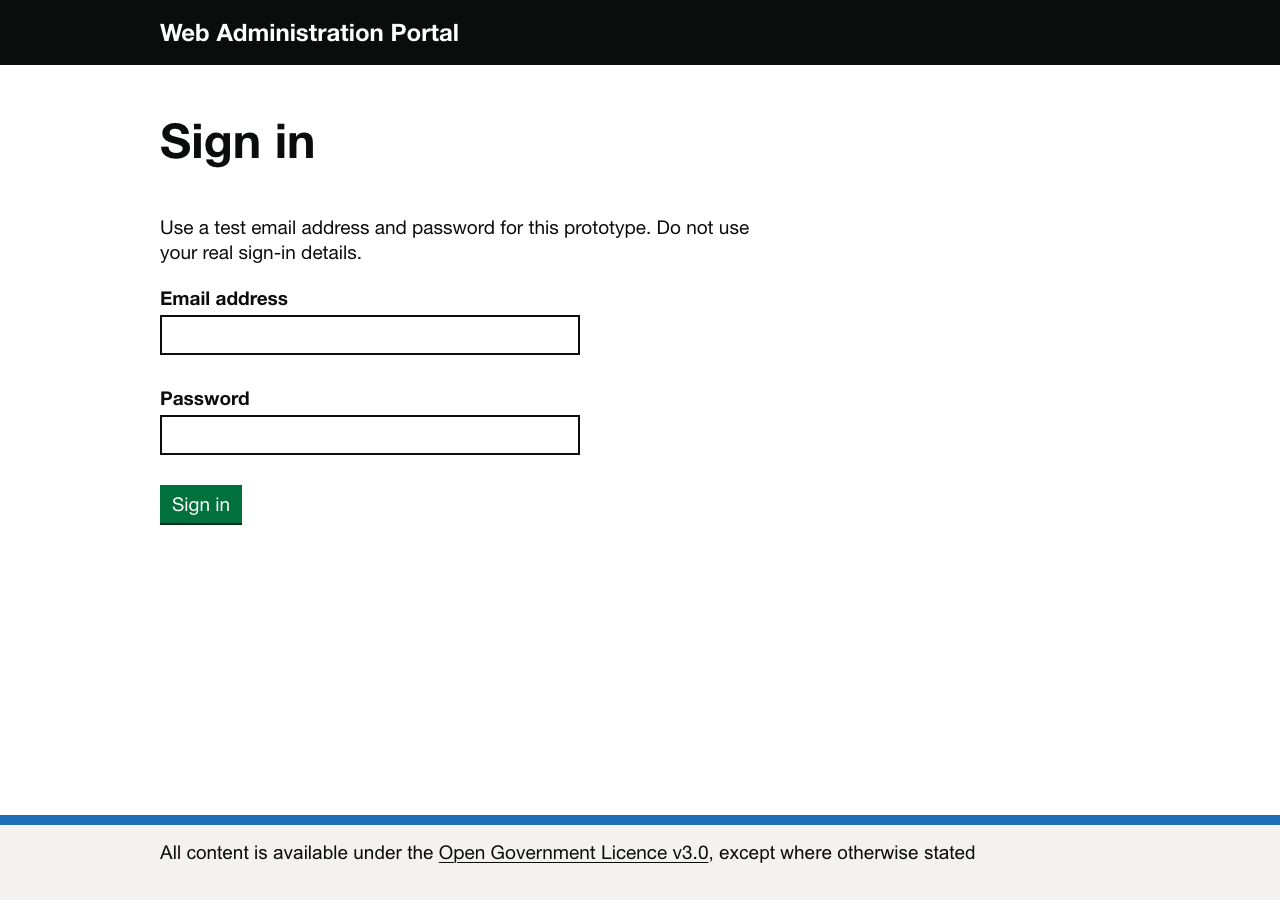 Web Administration Portal
Sign in
Use a test email address and password for this prototype. Do not use
your real sign-in details.
Email address
Password
Sign in
All content is available under the Open Government Licence v3.0, except where otherwise stated